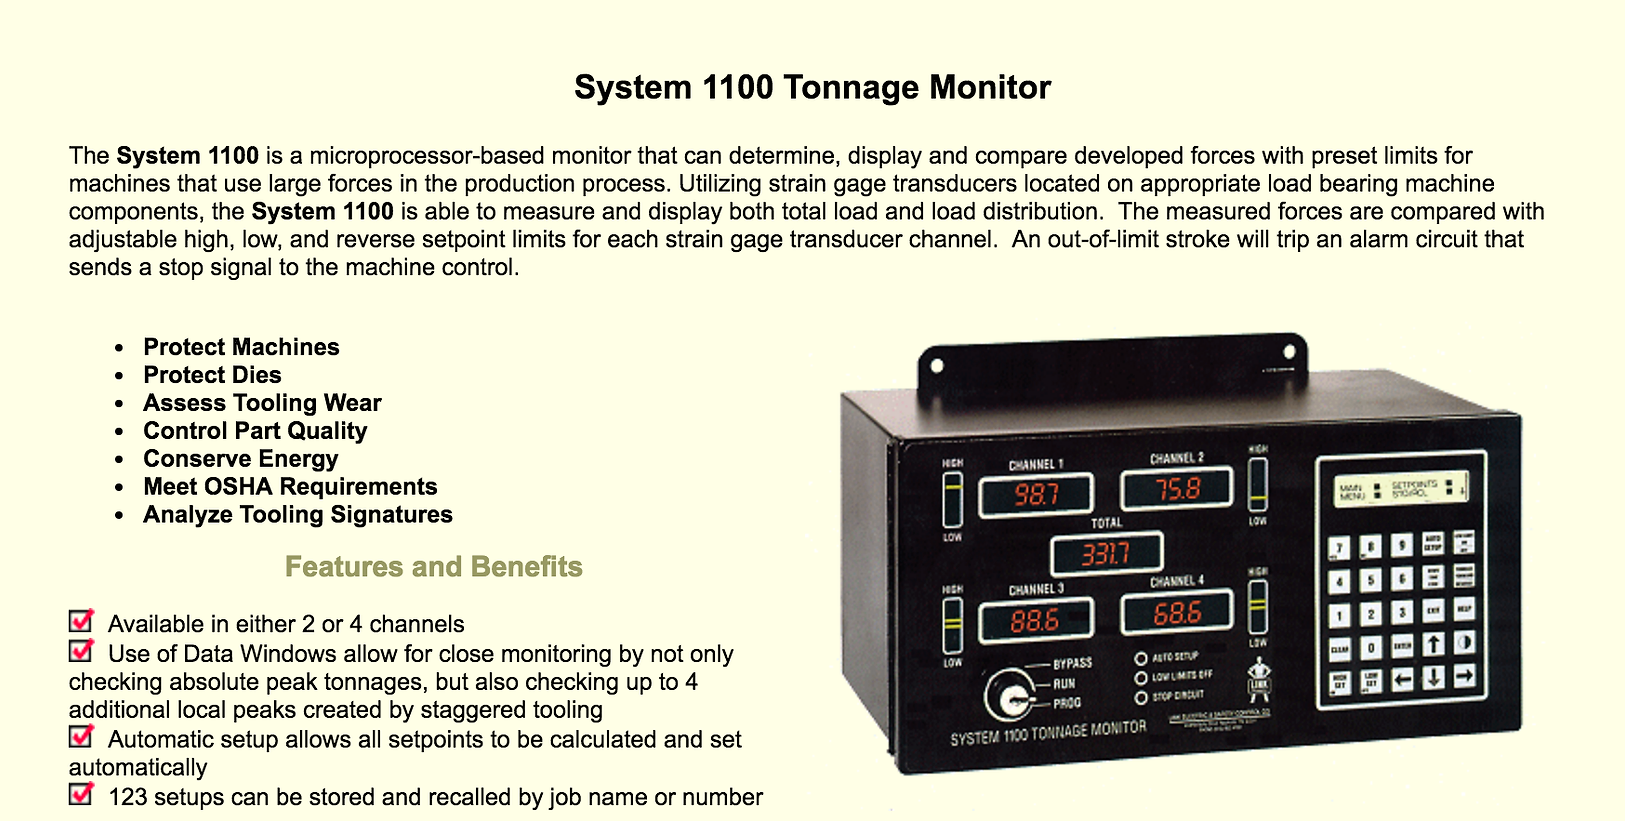 System 1100 Tonnage Monitor
The System 1100 is a microprocessor-based monitor that can determine, display and compare developed forces with preset limits for
machines that use large forces in the production process. Utilizing strain gage transducers located on appropriate load bearing machine
components, the System 1100 is able to measure and display both total load and load distribution.  The measured forces are compared with
adjustable high, low, and reverse setpoint limits for each strain gage transducer channel.  An out-of-limit stroke will trip an alarm circuit that
sends a stop signal to the machine control.
• Protect Machines
• Protect Dies
• Assess Tooling Wear
• Control Part Quality
• Conserve Energy
• Meet OSHA Requirements
• Analyze Tooling Signatures
Features and Benefits
Available in either 2 or 4 channels
Use of Data Windows allow for close monitoring by not only
checking absolute peak tonnages, but also checking up to 4
additional local peaks created by staggered tooling
Automatic setup allows all setpoints to be calculated and set
automatically
123 setups can be stored and recalled by job name or number
HIGH CHANNEL 1 CHANNEL 2 HIGH
98.7 75.8
LOW TOTAL LOW
331.7
HIGH CHANNEL 3 CHANNEL 4 HIGH
88.6 68.6
LOW LOW
BYPASS
RUN
PROG
AUTO SETUP
LOW LIMITS OFF
STOP CIRCUIT
LINK
SYSTEM 1100 TONNAGE MONITOR
MAIN SETPOINTS
MENU
7 8 9 AUTO SETUP
4 5 6
1 2 3 EXIT HELP
CLEAR 0 ENTER ↑
HIGH SET LOW SET ← ↓ →